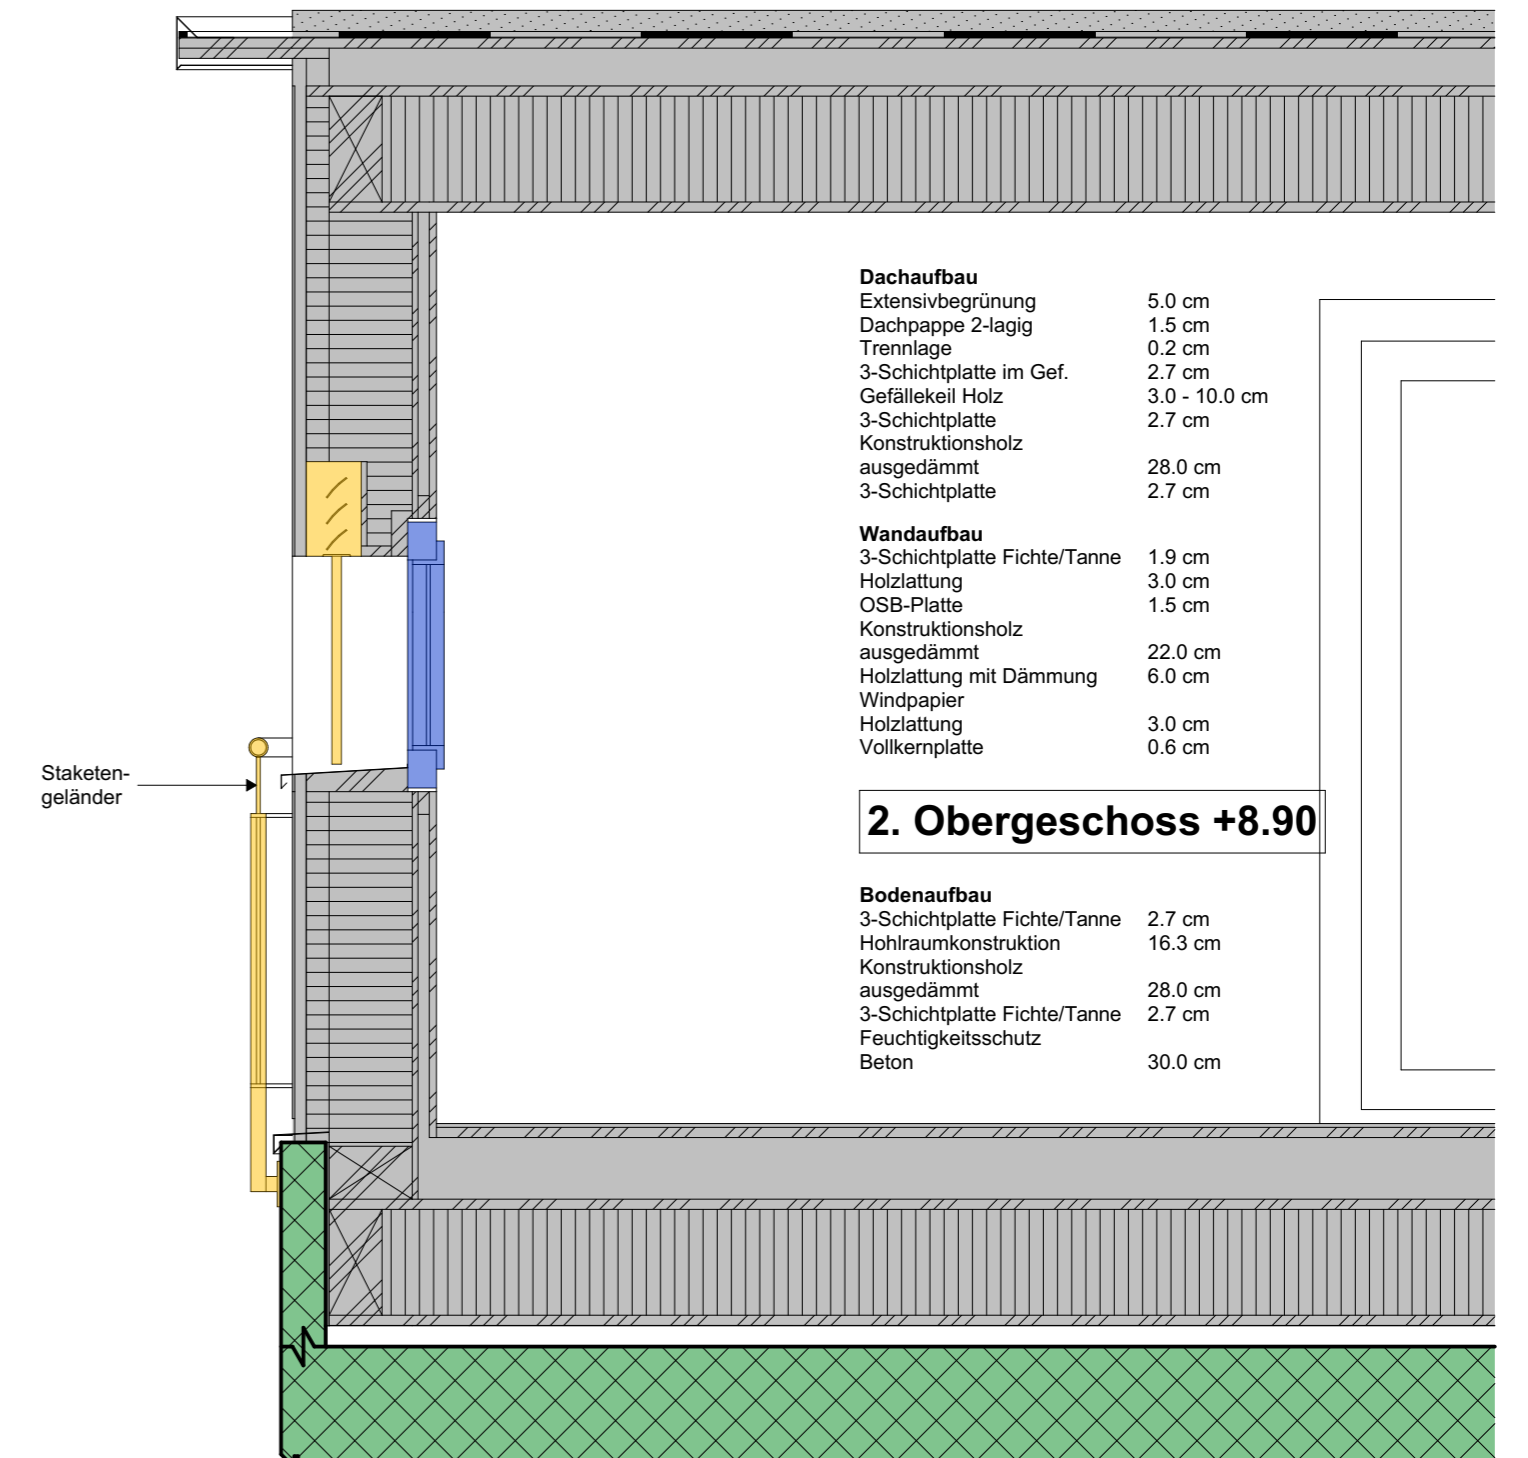 Dachaufbau
Extensivbegrünung 5.0 cm
Dachpappe 2-lagig 1.5 cm
Trennlage 0.2 cm
3-Schichtplatte im Gef. 2.7 cm
Gefällekeil Holz 3.0 - 10.0 cm
3-Schichtplatte 2.7 cm
Konstruktionsholz
ausgedämmt 28.0 cm
3-Schichtplatte 2.7 cm
Wandaufbau
3-Schichtplatte Fichte/Tanne 1.9 cm
Holzlattung 3.0 cm
OSB-Platte 1.5 cm
Konstruktionsholz
ausgedämmt 22.0 cm
Holzlattung mit Dämmung 6.0 cm
Windpapier
Holzlattung 3.0 cm
Vollkernplatte 0.6 cm
Staketen-
geländer
2. Obergeschoss +8.90
Bodenaufbau
3-Schichtplatte Fichte/Tanne 2.7 cm
Hohlraumkonstruktion 16.3 cm
Konstruktionsholz
ausgedämmt 28.0 cm
3-Schichtplatte Fichte/Tanne 2.7 cm
Feuchtigkeitsschutz
Beton 30.0 cm